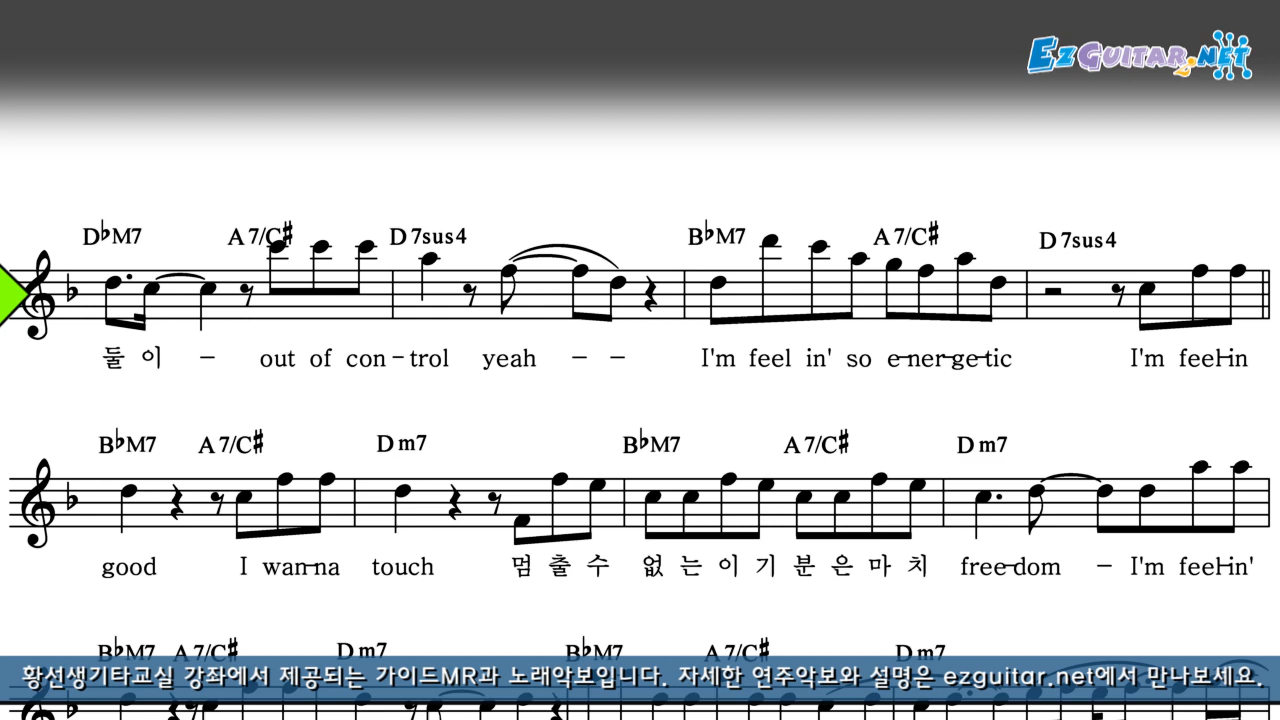 EzGuitar.net
D♭M7 A7/C♯ D7sus4 B♭M7 A7/C♯ D7sus4
둘 이 – out of con-trol yeah – – I'm feel in' so e-ner-ge-tic I'm feel-in
B♭M7 A7/C♯ Dm7 B♭M7 A7/C♯ Dm7
good I wan-na touch 멈 출 수 없 는 이 기 분 은 마 치 free-dom – I'm feel-in'
B♭M7 A7/C♯ Dm7 B♭M7 A7/C♯ Dm7
황선생기타교실 강좌에서 제공되는 가이드MR과 노래악보입니다. 자세한 연주악보와 설명은 ezguitar.net에서 만나보세요.